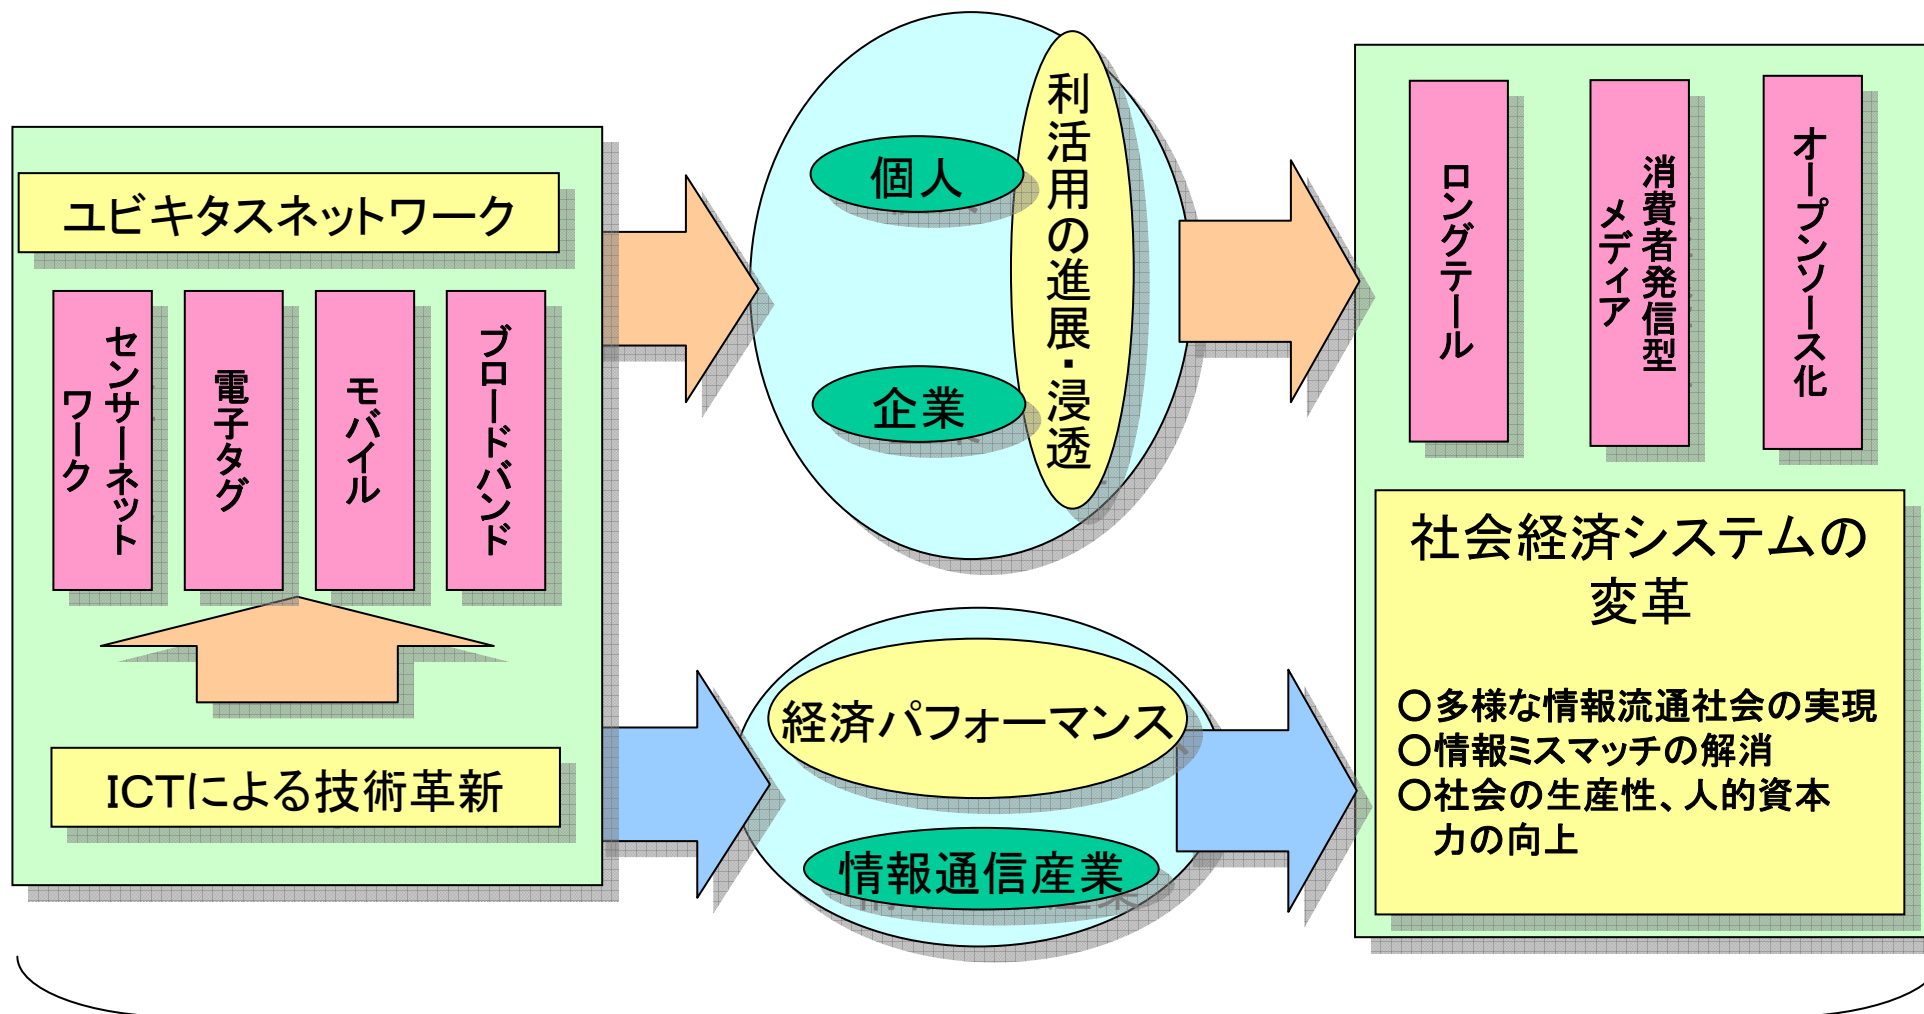 ユビキタスネットワーク
センサーネット
ワーク
電子タグ
モバイル
ブロードバンド
ICTによる技術革新
個人
企業
利活用の進展・浸透
経済パフォーマンス
情報通信産業
ロングテール
消費者発信型
メディア
オープンソース化
社会経済システムの
変革
○多様な情報流通社会の実現
○情報ミスマッチの解消
○社会の生産性、人的資本
力の向上